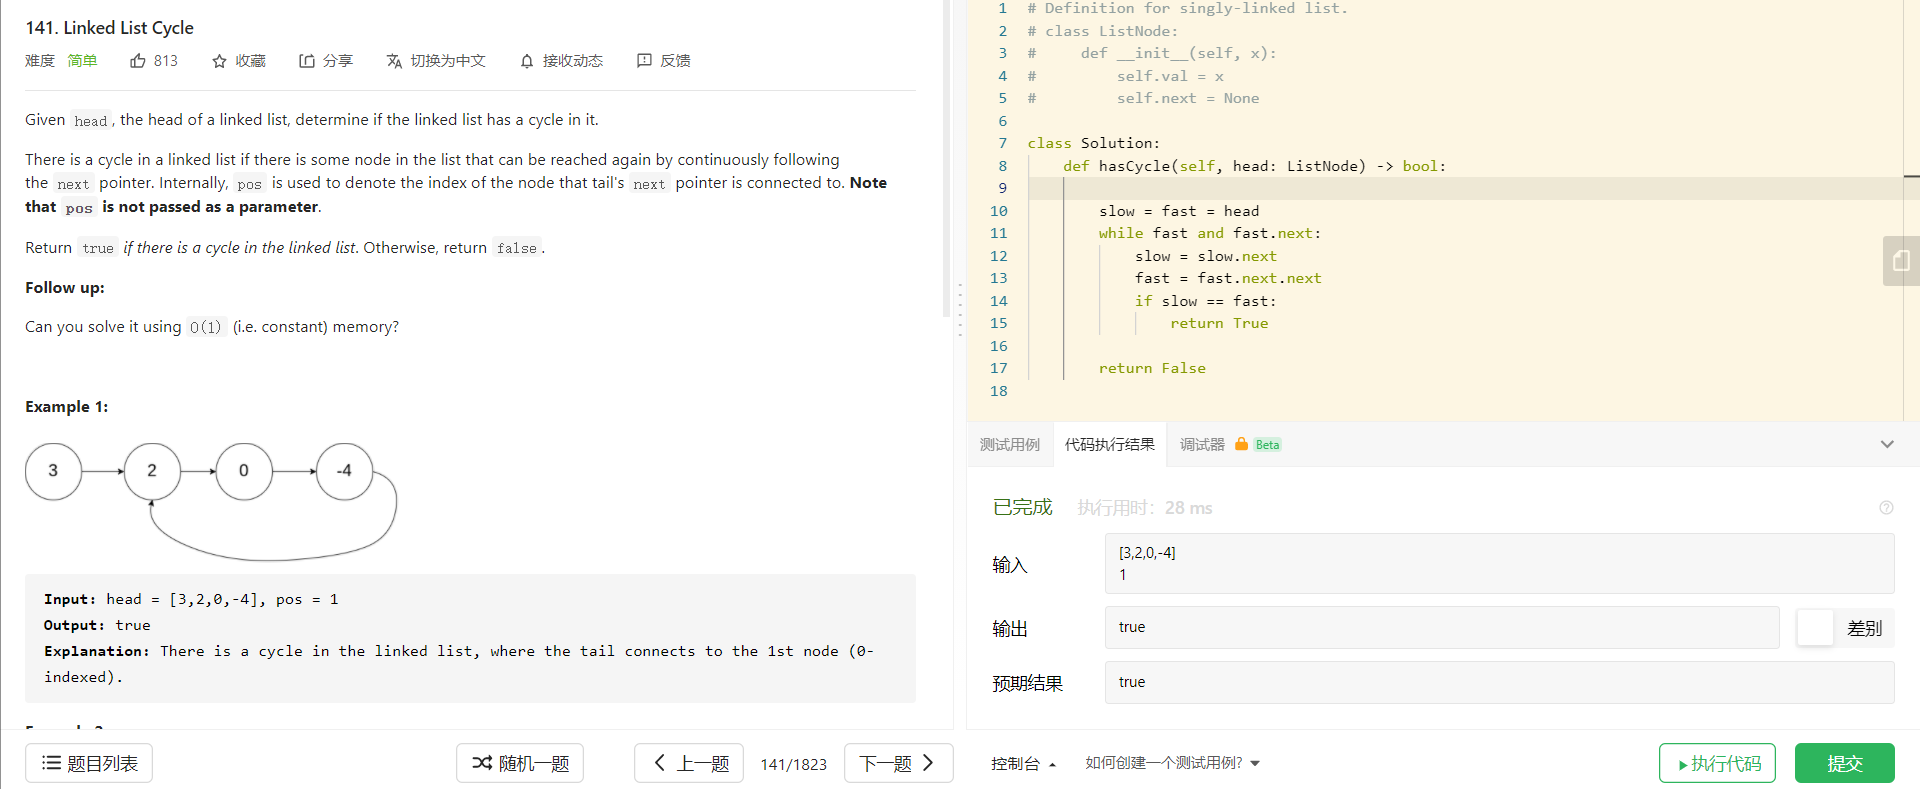 141. Linked List Cycle
难度 简单 813 收藏 分享 切换为中文 接收动态 反馈
Given head, the head of a linked list, determine if the linked list has a cycle in it.
There is a cycle in a linked list if there is some node in the list that can be reached again by continuously following
the next pointer. Internally, pos is used to denote the index of the node that tail's next pointer is connected to. Note
that pos is not passed as a parameter.
Return true if there is a cycle in the linked list. Otherwise, return false.
Follow up:
Can you solve it using O(1) (i.e. constant) memory?
Example 1:
3 2 0 -4
Input: head = [3,2,0,-4], pos = 1
Output: true
Explanation: There is a cycle in the linked list, where the tail connects to the 1st node (0-
indexed).
题目列表
随机一题
上一题
141/1823
下一题
1 # Definition for singly-linked list.
2 # class ListNode:
3 #     def __init__(self, x):
4 #         self.val = x
5 #         self.next = None
6
7 class Solution:
8     def hasCycle(self, head: ListNode) -> bool:
9
10         slow = fast = head
11         while fast and fast.next:
12             slow = slow.next
13             fast = fast.next.next
14             if slow == fast:
15                 return True
16
17         return False
18
测试用例 代码执行结果 调试器 Beta
已完成 执行用时: 28 ms
输入
[3,2,0,-4]
1
输出
true
差别
预期结果
true
控制台 如何创建一个测试用例?
执行代码
提交